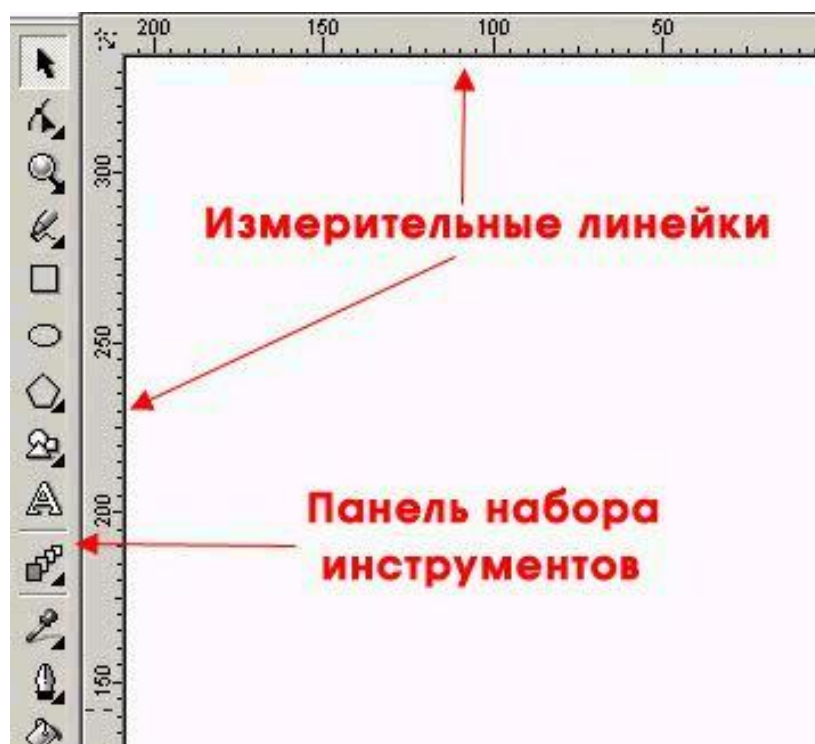 200 150 100 50
300
Измерительные линейки
250
200
Панель набора
инструментов
150